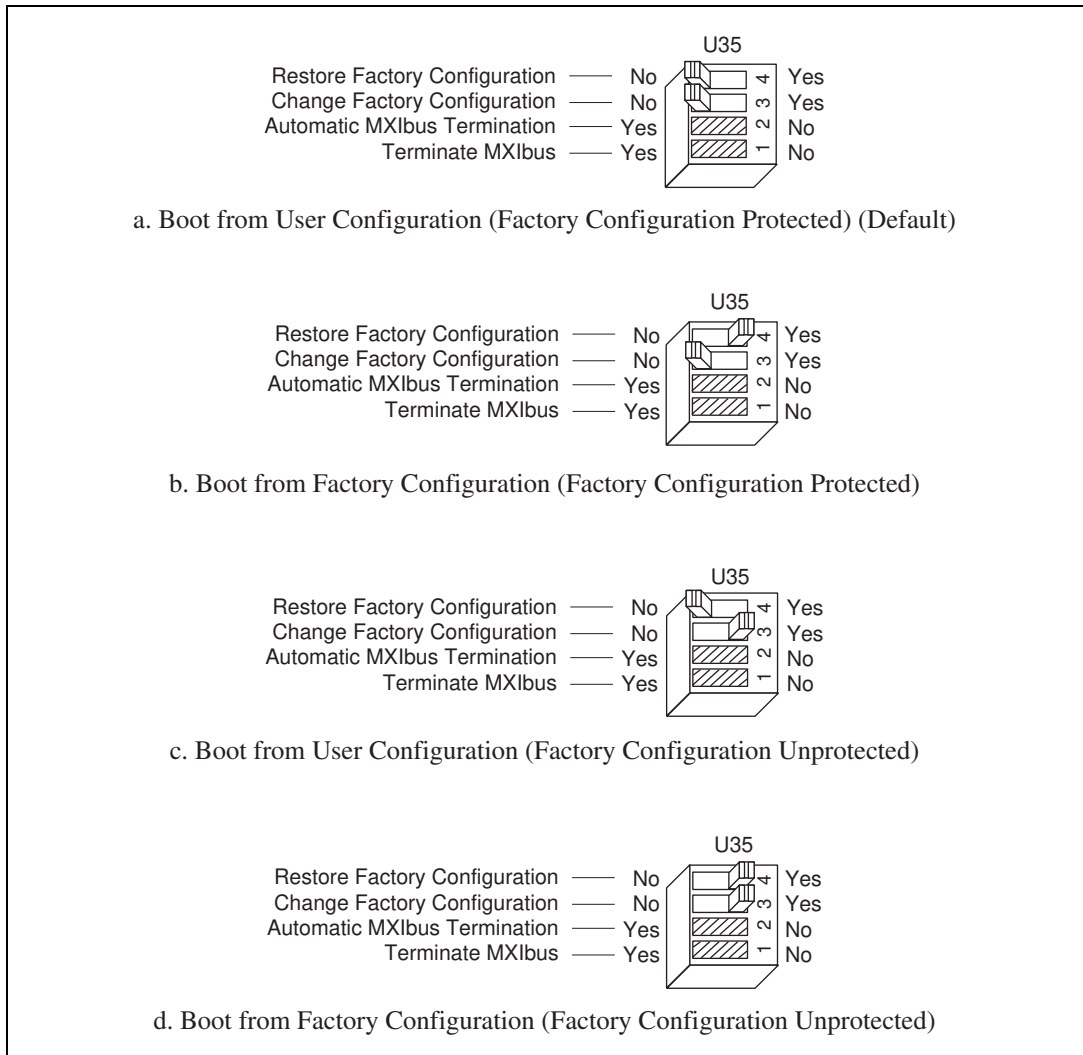 U35
Restore Factory Configuration No 4 Yes
Change Factory Configuration No 3 Yes
Automatic MXIbus Termination Yes 2 No
Terminate MXIbus Yes 1 No
a. Boot from User Configuration (Factory Configuration Protected) (Default)
U35
Restore Factory Configuration No 4 Yes
Change Factory Configuration No 3 Yes
Automatic MXIbus Termination Yes 2 No
Terminate MXIbus Yes 1 No
b. Boot from Factory Configuration (Factory Configuration Protected)
U35
Restore Factory Configuration No 4 Yes
Change Factory Configuration No 3 Yes
Automatic MXIbus Termination Yes 2 No
Terminate MXIbus Yes 1 No
c. Boot from User Configuration (Factory Configuration Unprotected)
U35
Restore Factory Configuration No 4 Yes
Change Factory Configuration No 3 Yes
Automatic MXIbus Termination Yes 2 No
Terminate MXIbus Yes 1 No
d. Boot from Factory Configuration (Factory Configuration Unprotected)